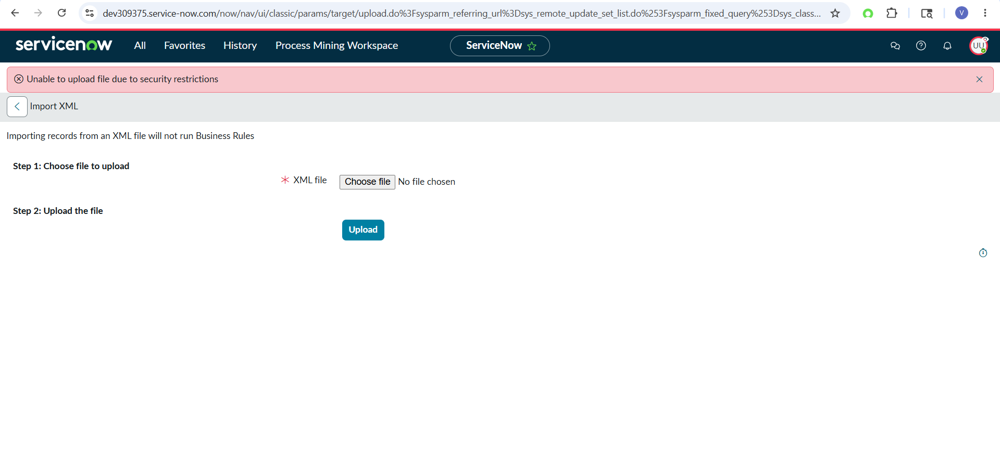 dev309375.service-now.com/now/nav/ui/classic/params/target/upload.do%3Fsysparm_referring_url%3Dsys_remote_update_set_list.do%253Fsysparm_fixed_query%253Dsys_class...
V
servicenow All Favorites History Process Mining Workspace ServiceNow UU
Unable to upload file due to security restrictions
Import XML
Importing records from an XML file will not run Business Rules
Step 1: Choose file to upload
XML file Choose file No file chosen
Step 2: Upload the file
Upload